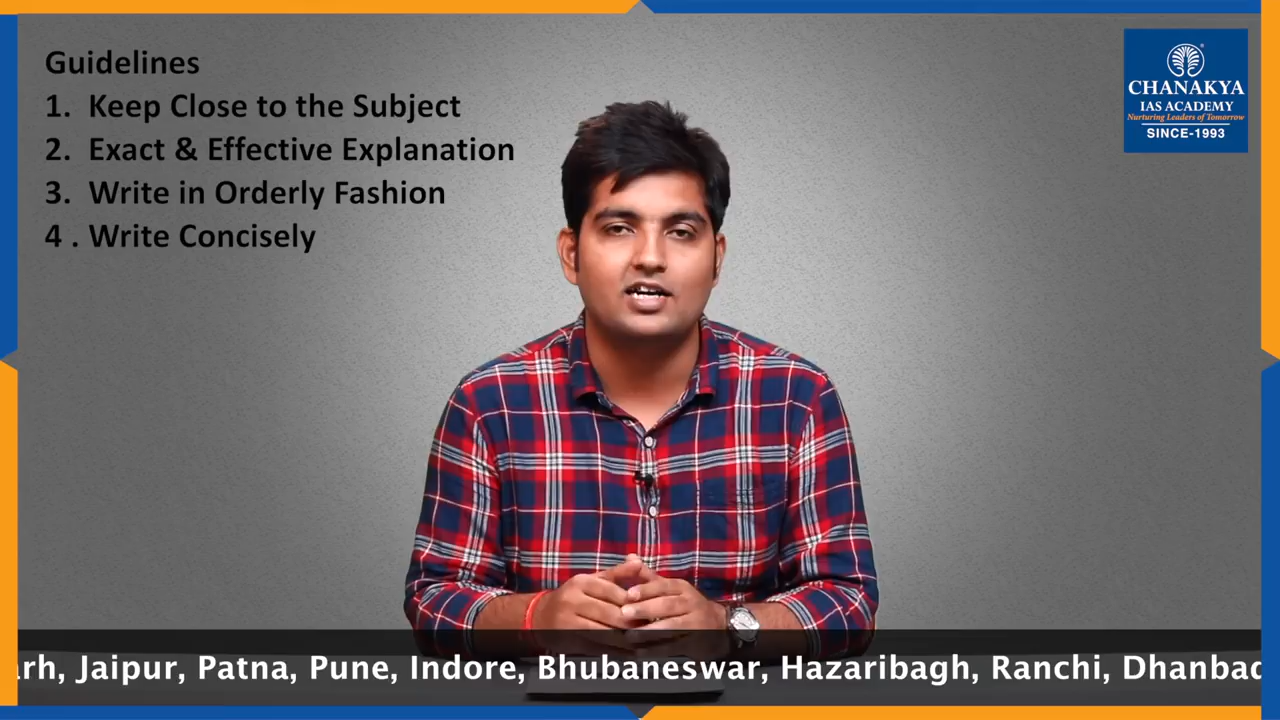 Guidelines
1. Keep Close to the Subject
2. Exact & Effective Explanation
3. Write in Orderly Fashion
4 . Write Concisely
CHANAKYA
IAS ACADEMY
Nurturing Leaders of Tomorrow
SINCE-1993
Jaipur, Patna, Pune, Indore, Bhubaneswar, Hazaribagh, Ranchi, Dhanbad